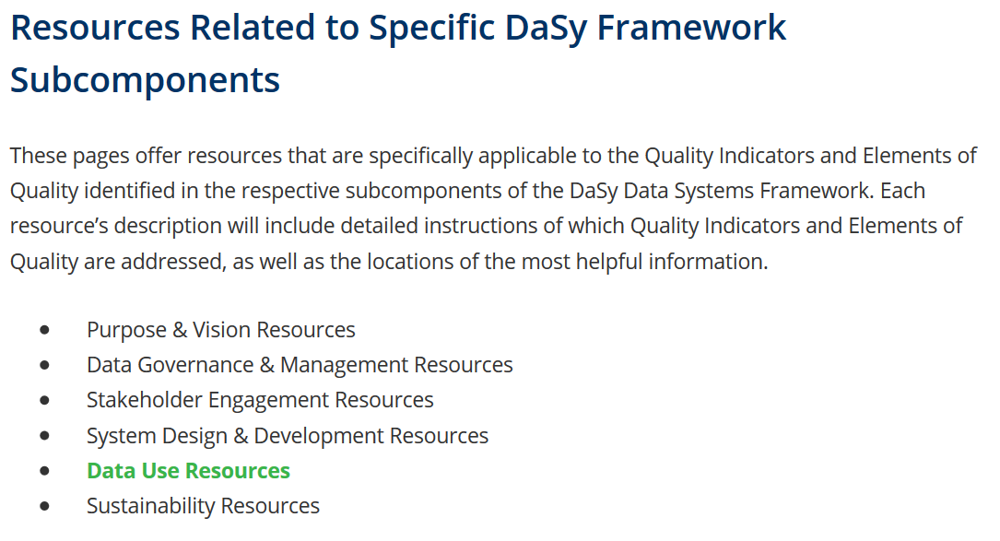 Resources Related to Specific DaSy Framework
Subcomponents
These pages offer resources that are specifically applicable to the Quality Indicators and Elements of
Quality identified in the respective subcomponents of the DaSy Data Systems Framework. Each
resource’s description will include detailed instructions of which Quality Indicators and Elements of
Quality are addressed, as well as the locations of the most helpful information.
• Purpose & Vision Resources
• Data Governance & Management Resources
• Stakeholder Engagement Resources
• System Design & Development Resources
• Data Use Resources
• Sustainability Resources